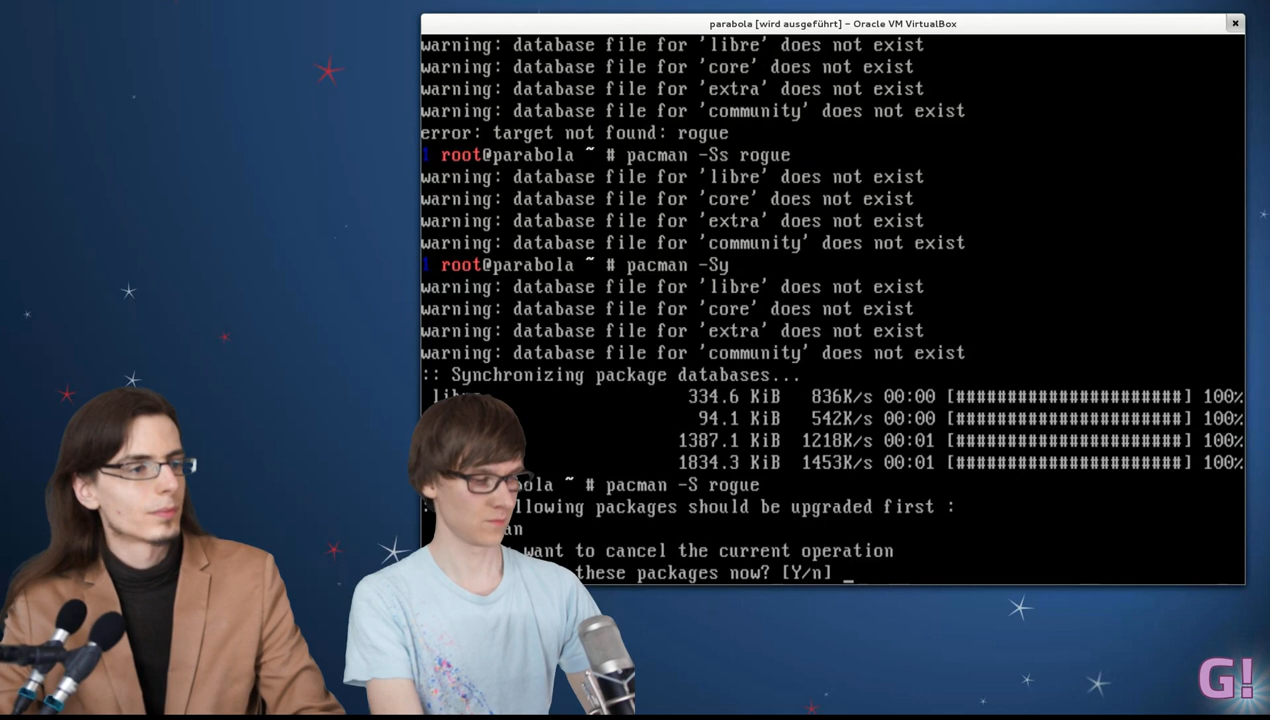 parabola [wird ausgeführt] – Oracle VM VirtualBox
warning: database file for 'libre' does not exist
warning: database file for 'core' does not exist
warning: database file for 'extra' does not exist
warning: database file for 'community' does not exist
error: target not found: rogue
1 root@parabola ~ # pacman -Ss rogue
warning: database file for 'libre' does not exist
warning: database file for 'core' does not exist
warning: database file for 'extra' does not exist
warning: database file for 'community' does not exist
1 root@parabola ~ # pacman -Sy
warning: database file for 'libre' does not exist
warning: database file for 'core' does not exist
warning: database file for 'extra' does not exist
warning: database file for 'community' does not exist
:: Synchronizing package databases...
libre 334.6 KiB 836K/s 00:00 [######################] 100%
94.1 KiB 542K/s 00:00 [######################] 100%
1387.1 KiB 1218K/s 00:01 [######################] 100%
1834.3 KiB 1453K/s 00:01 [######################] 100%
bola ~ # pacman -S rogue
llowing packages should be upgraded first :
an
want to cancel the current operation
these packages now? [Y/n] _
G!